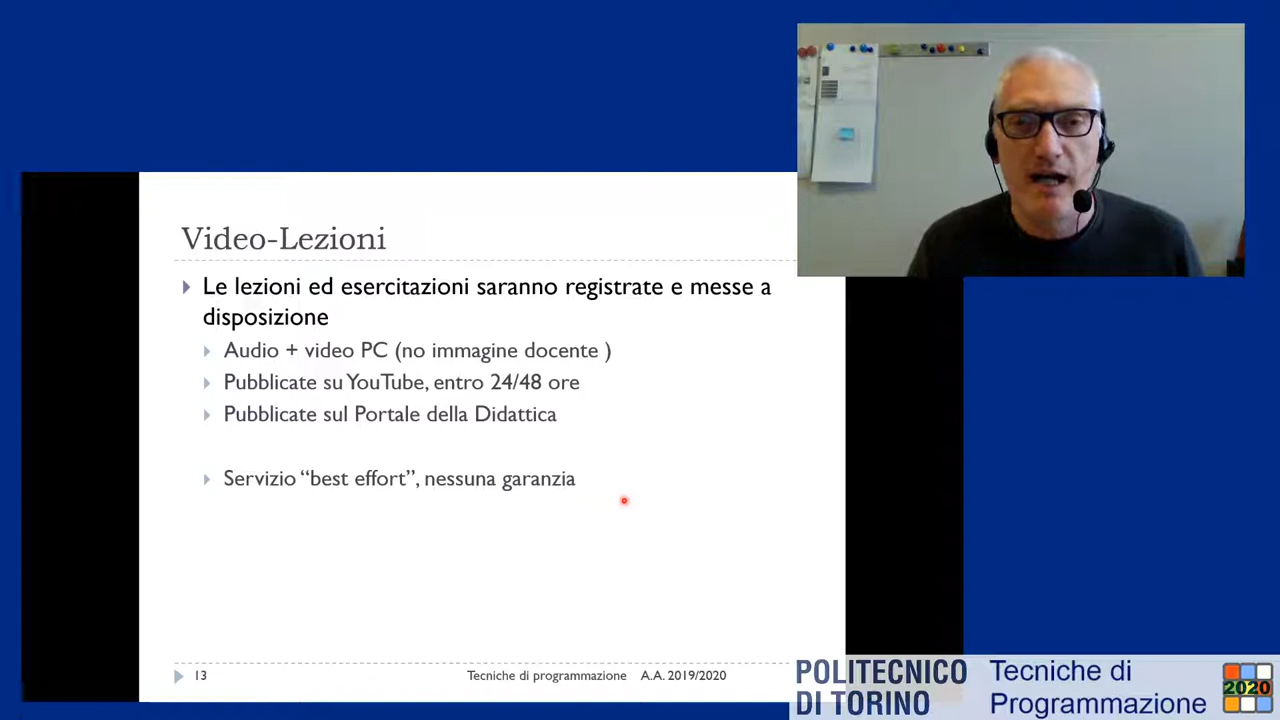 Video-Lezioni
Le lezioni ed esercitazioni saranno registrate e messe a
disposizione
Audio + video PC (no immagine docente )
Pubblicate su YouTube, entro 24/48 ore
Pubblicate sul Portale della Didattica
Servizio “best effort”, nessuna garanzia
13
Tecniche di programmazione A.A. 2019/2020
POLITECNICO
DI TORINO
Tecniche di
Programmazione
2020